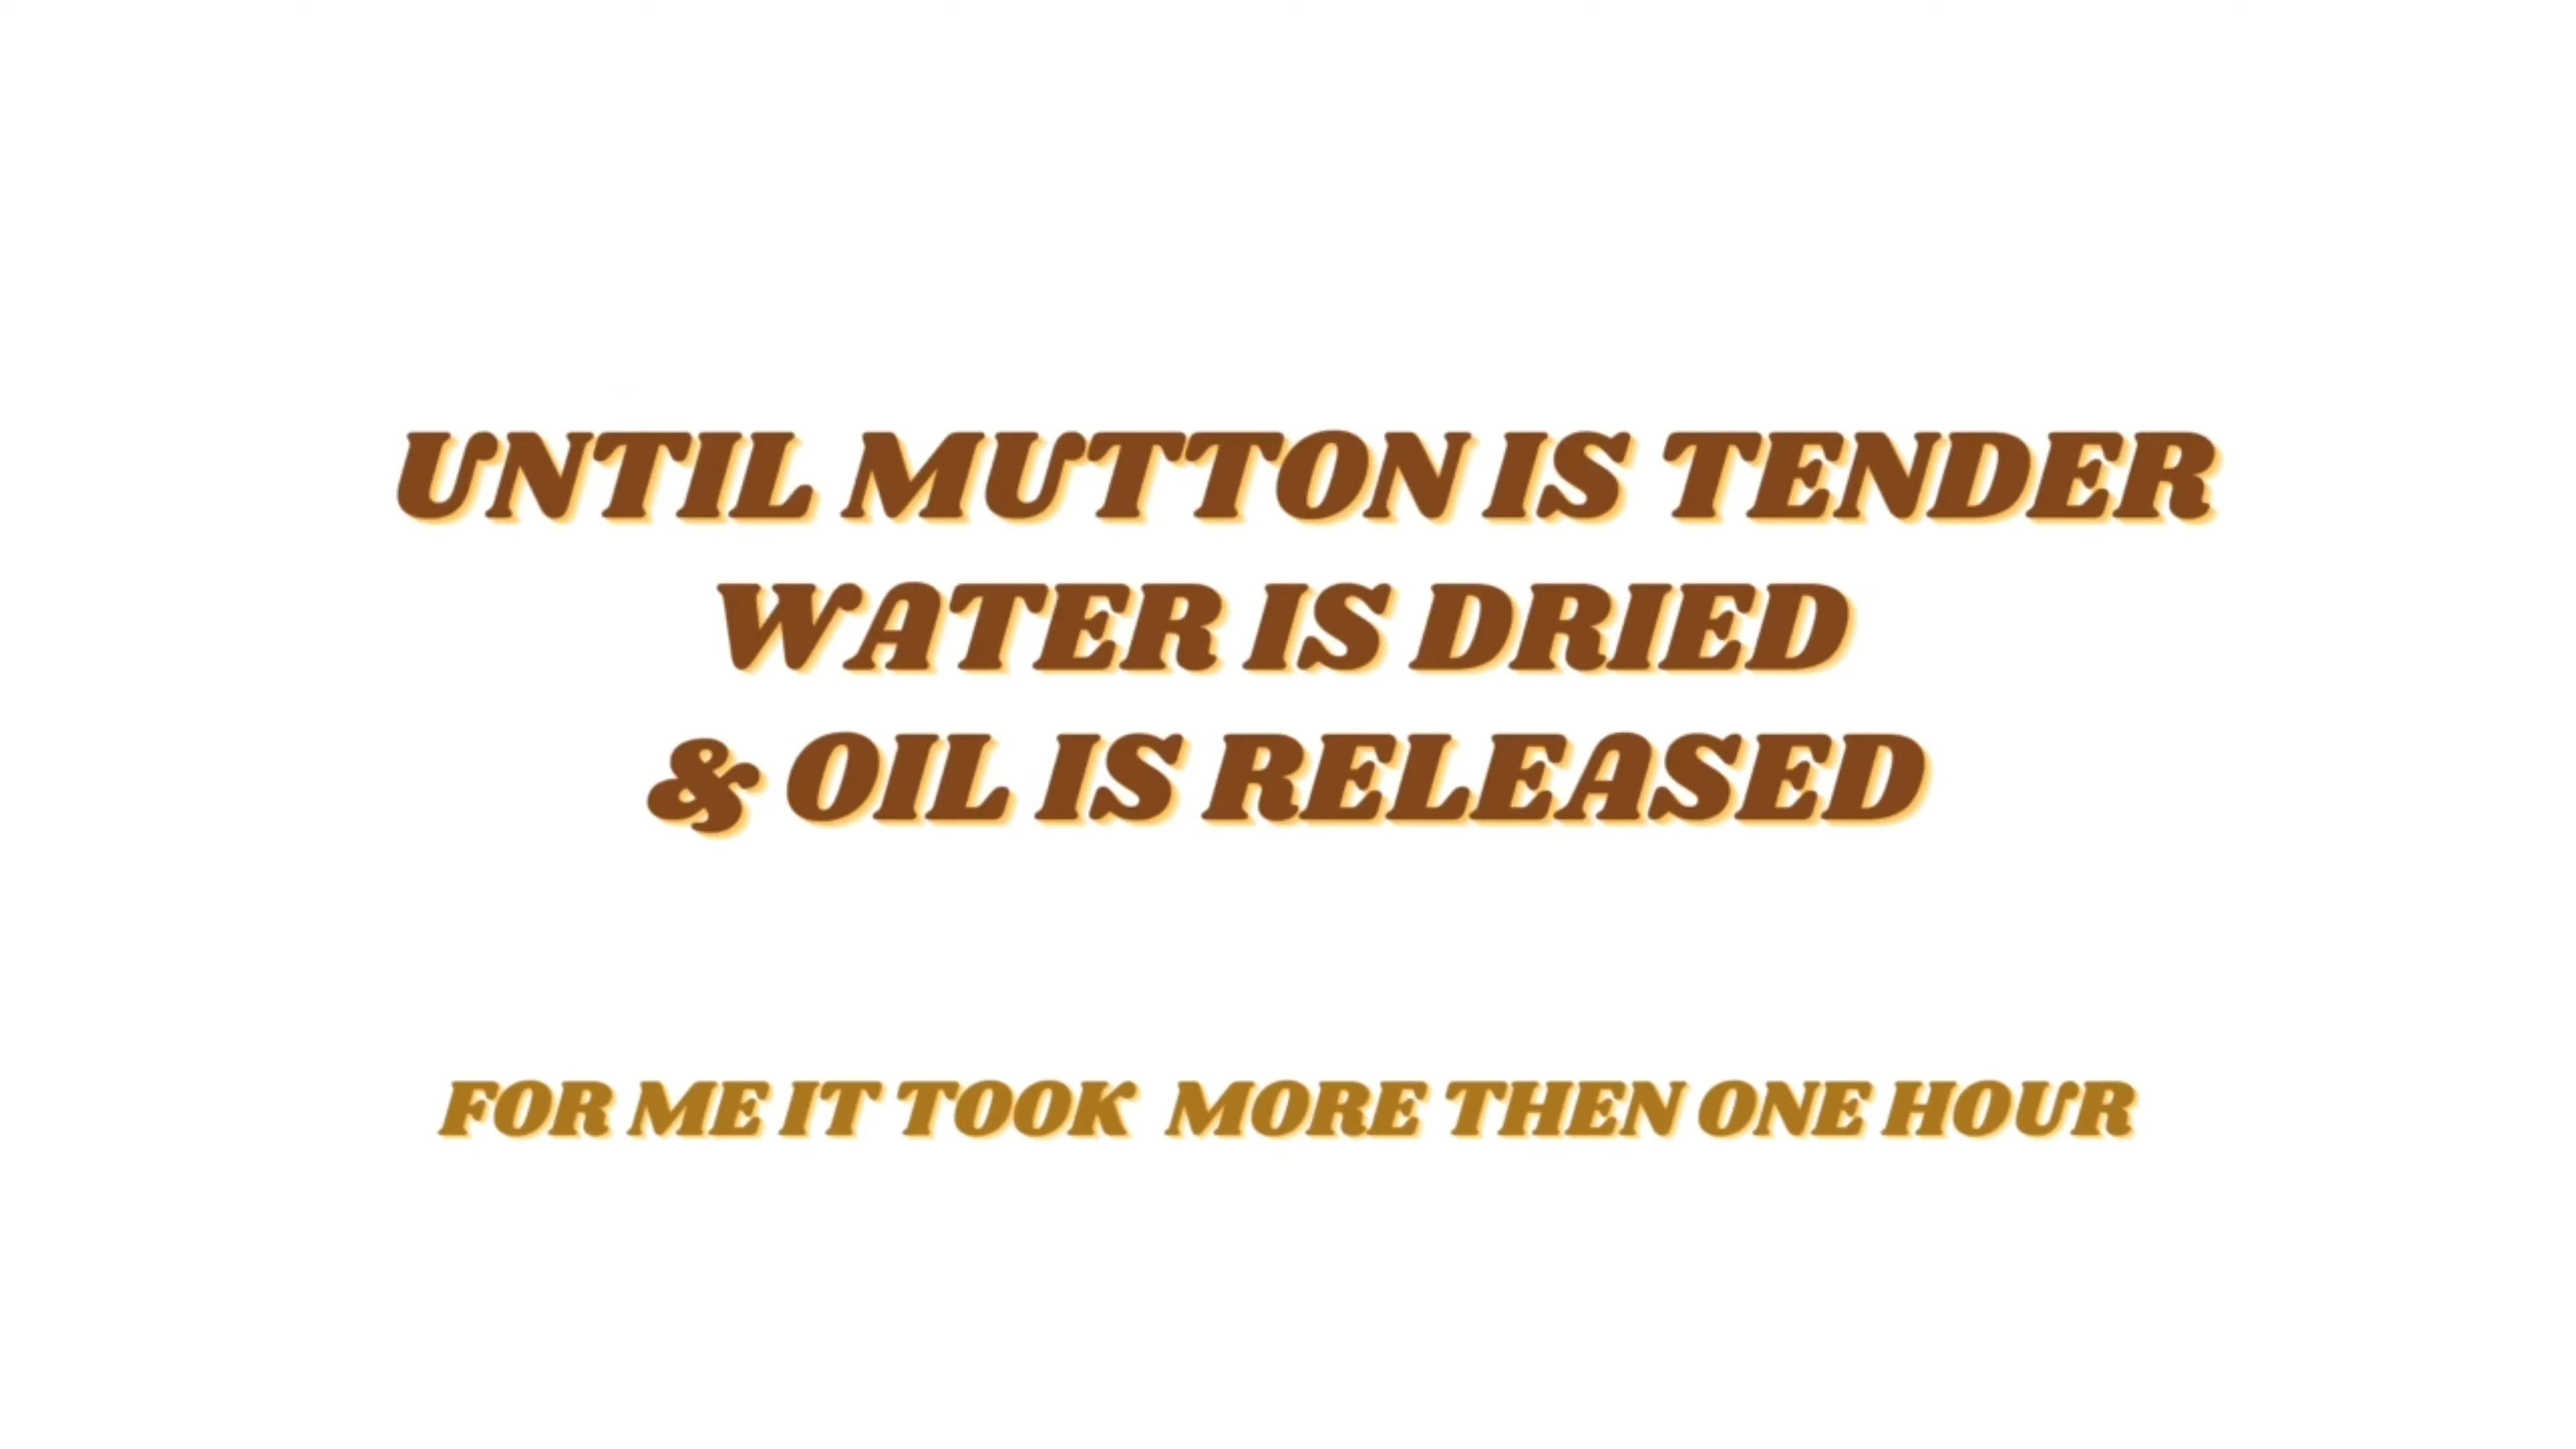 UNTIL MUTTON IS TENDER
WATER IS DRIED
& OIL IS RELEASED
FOR ME IT TOOK MORE THEN ONE HOUR